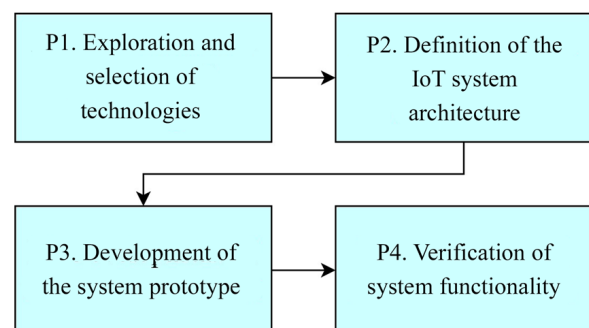 P1. Exploration and
selection of
technologies
P2. Definition of the
IoT system
architecture
P3. Development of
the system prototype
P4. Verification of
system functionality